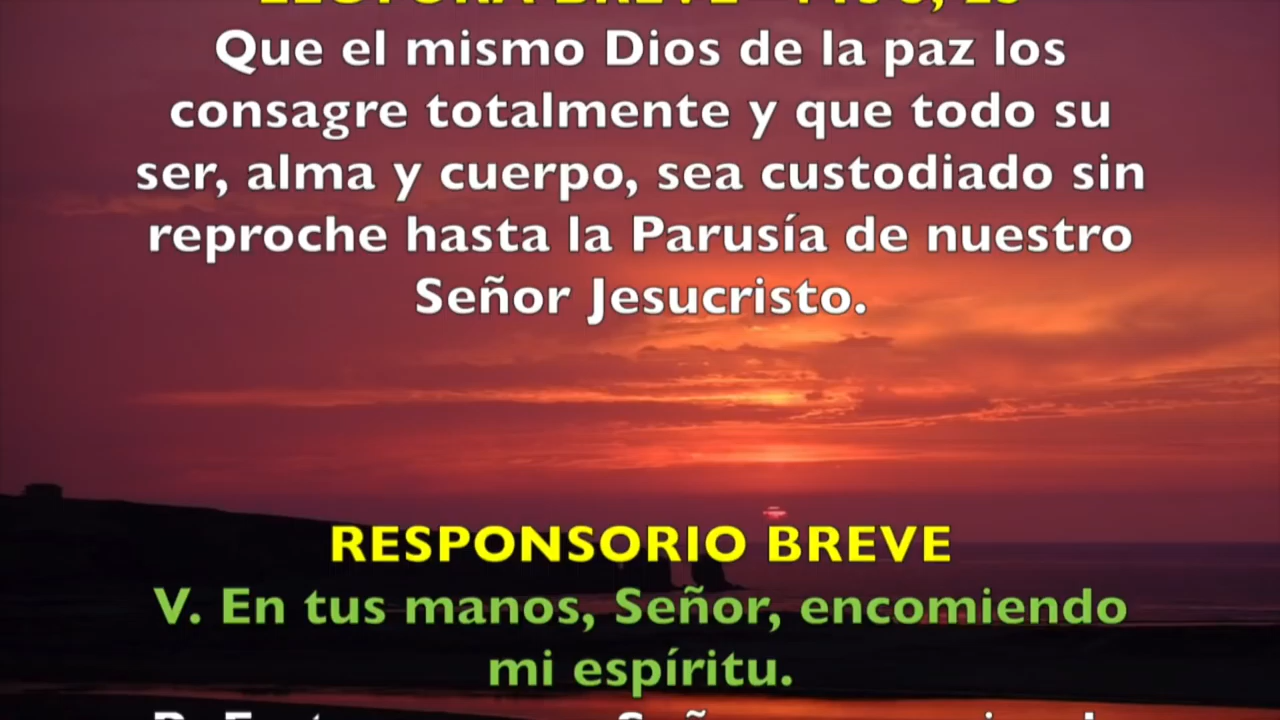 Que el mismo Dios de la paz los
consagre totalmente y que todo su
ser, alma y cuerpo, sea custodiado sin
reproche hasta la Parusía de nuestro
Señor Jesucristo.
RESPONSORIO BREVE
V. En tus manos, Señor, encomiendo
mi espíritu.